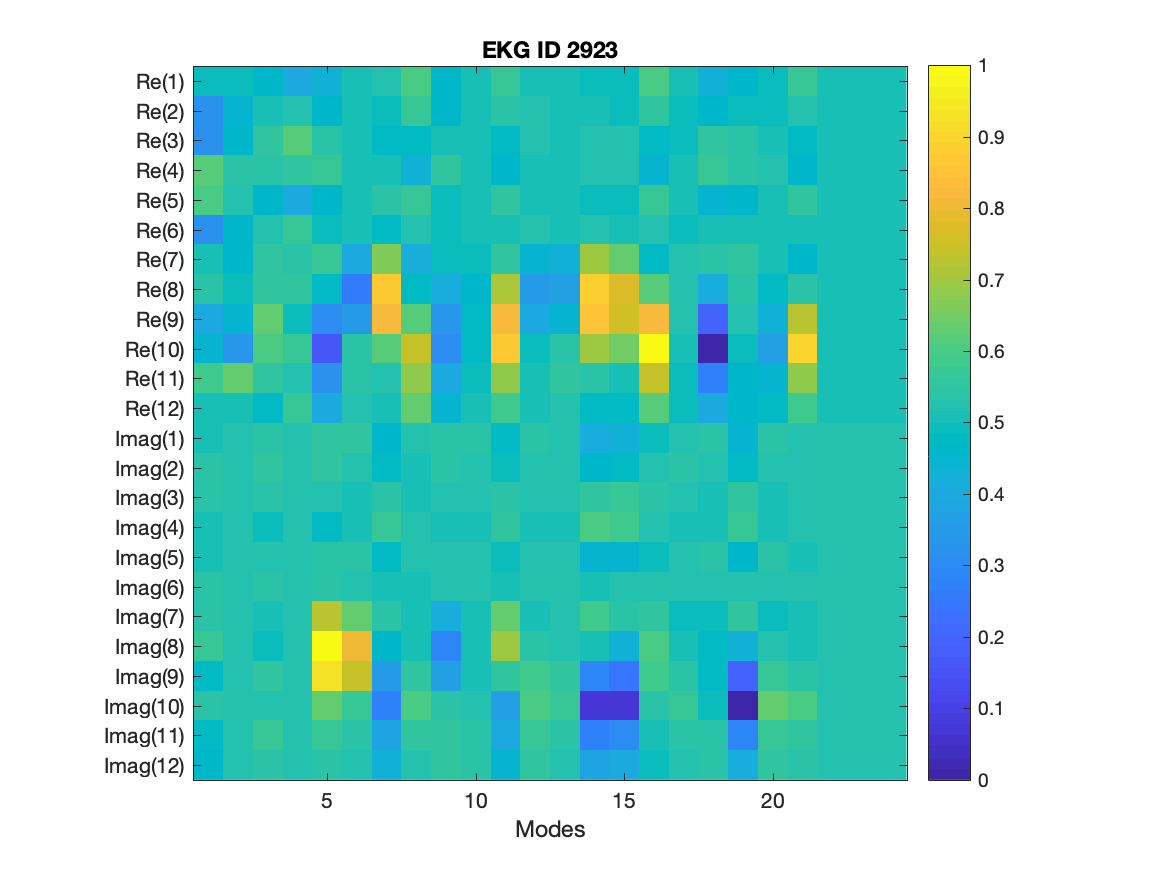 EKG ID 2923
Re(1)
Re(2)
Re(3)
Re(4)
Re(5)
Re(6)
Re(7)
Re(8)
Re(9)
Re(10)
Re(11)
Re(12)
Imag(1)
Imag(2)
Imag(3)
Imag(4)
Imag(5)
Imag(6)
Imag(7)
Imag(8)
Imag(9)
Imag(10)
Imag(11)
Imag(12)
5 10 15 20
Modes
1
0.9
0.8
0.7
0.6
0.5
0.4
0.3
0.2
0.1
0